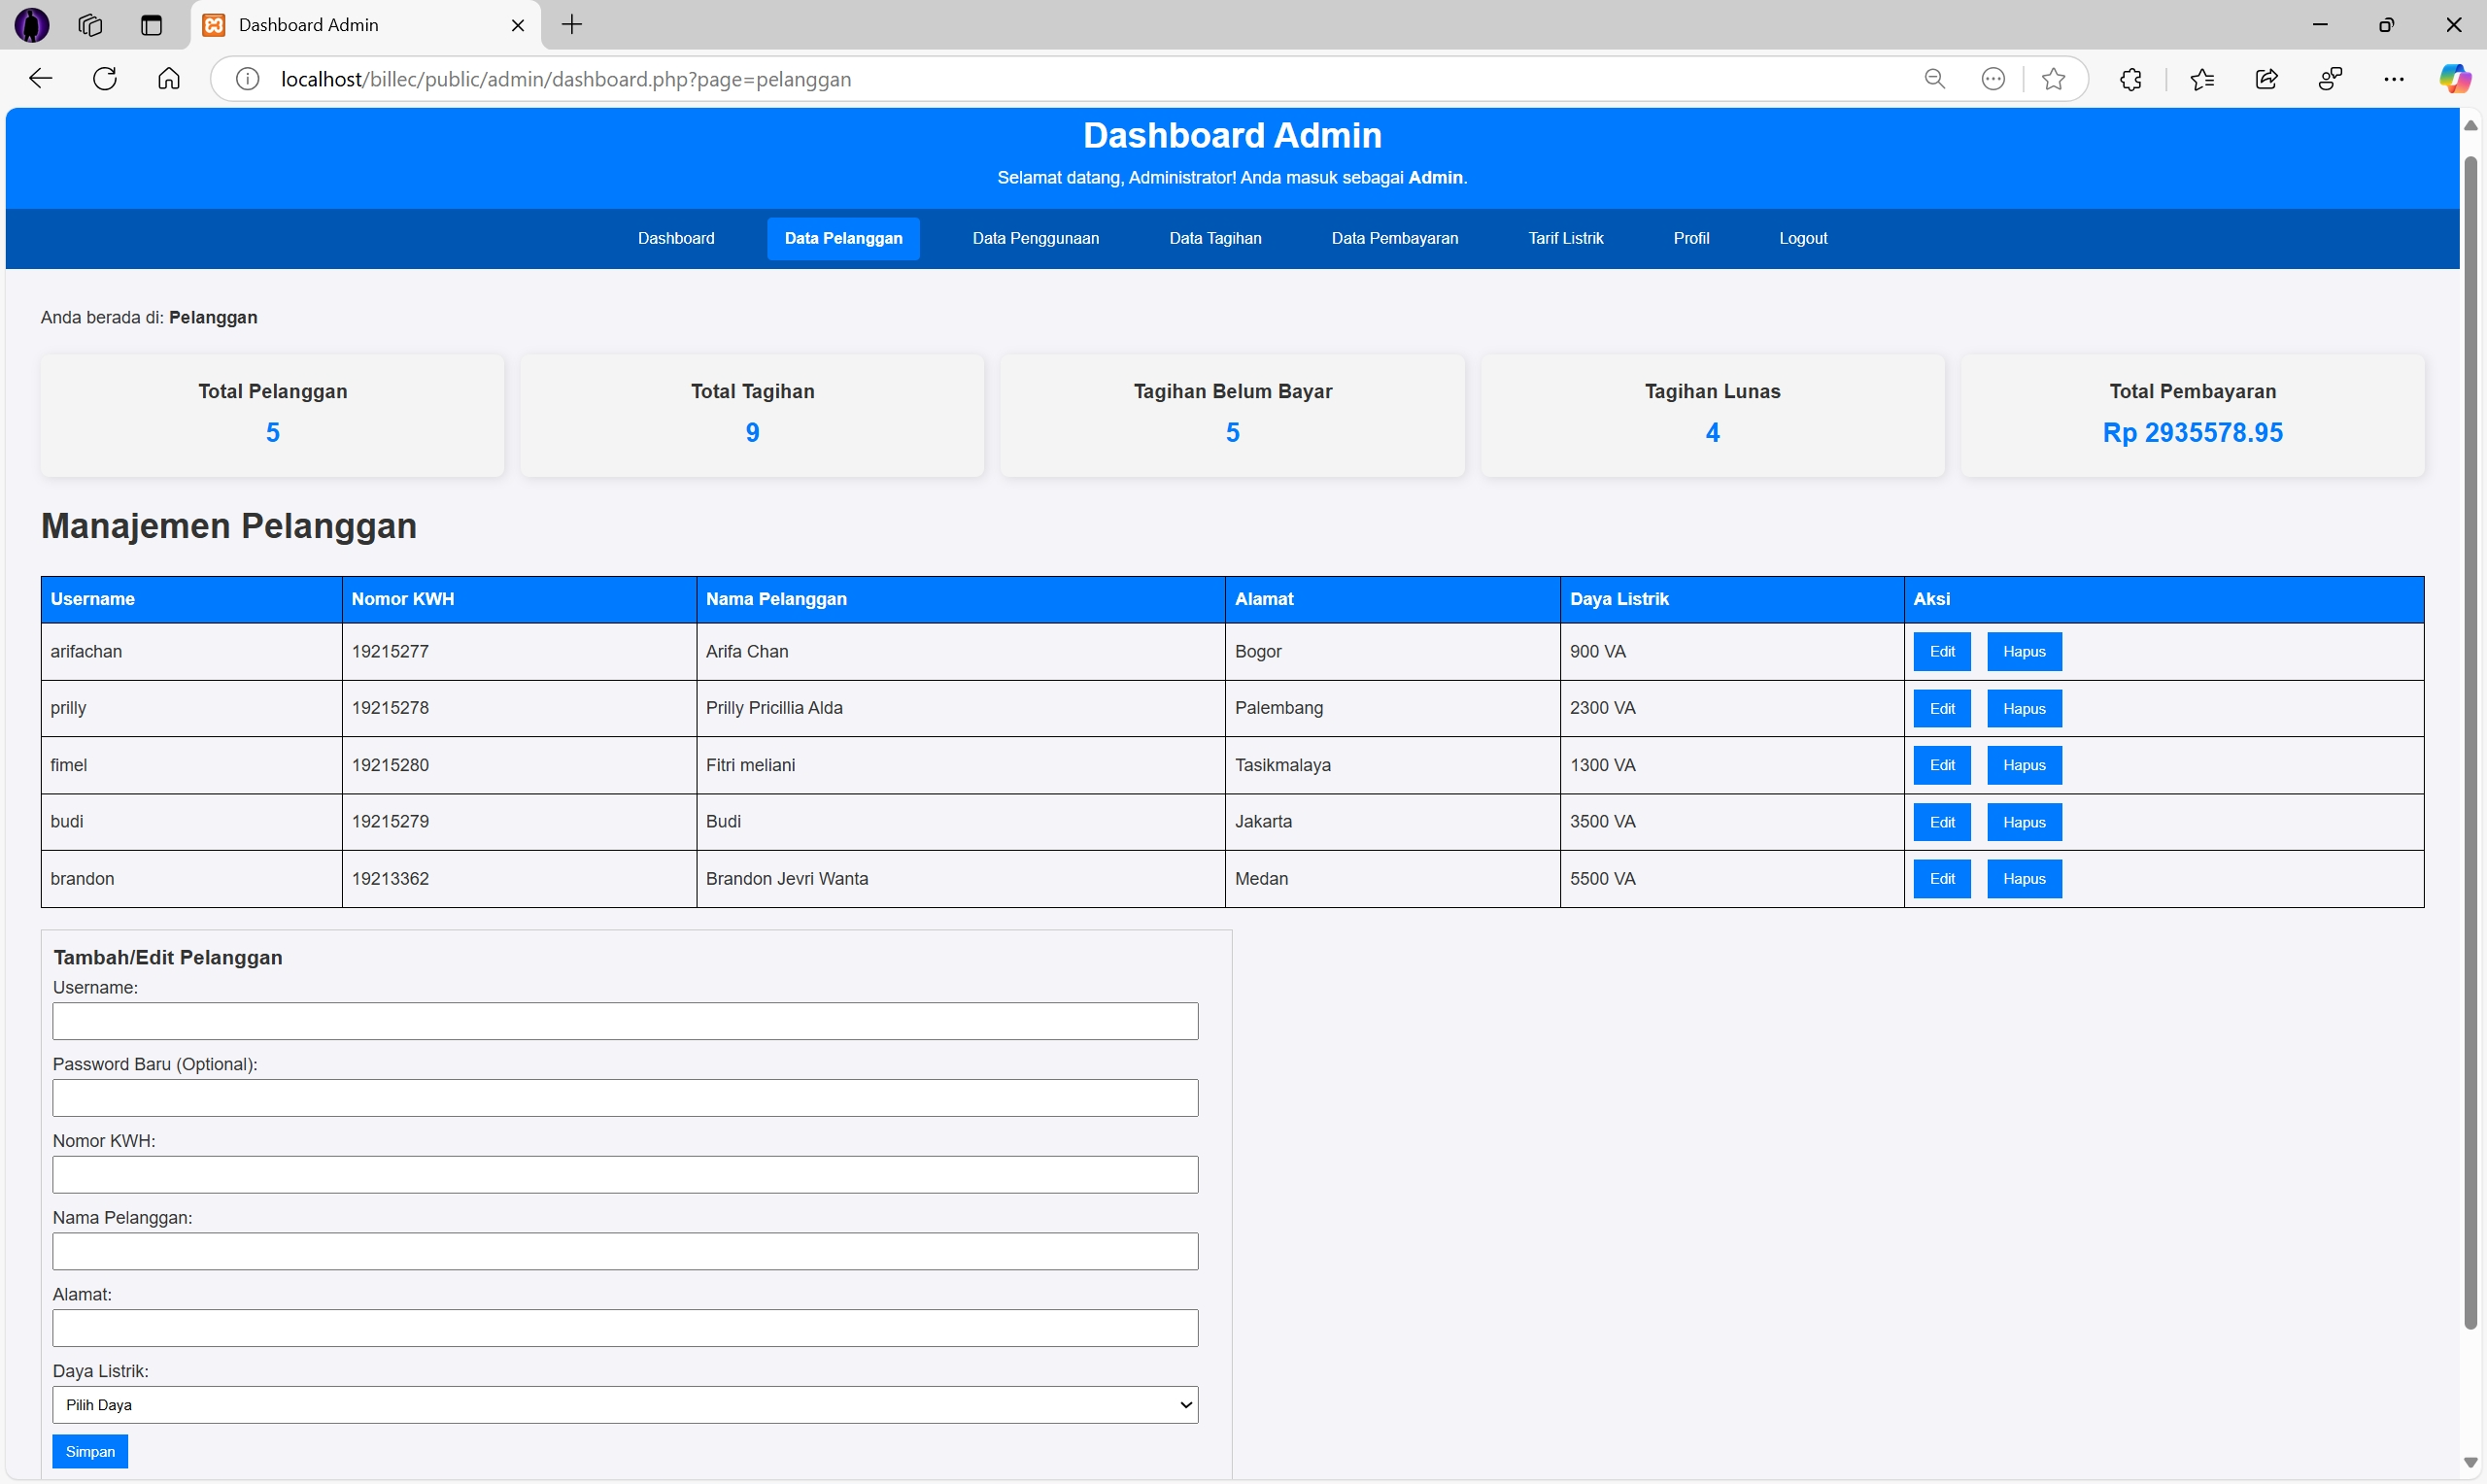 Dashboard Admin
localhost/billec/public/admin/dashboard.php?page=pelanggan
Dashboard Admin
Selamat datang, Administrator! Anda masuk sebagai Admin.
Dashboard Data Pelanggan Data Penggunaan Data Tagihan Data Pembayaran Tarif Listrik Profil Logout
Anda berada di: Pelanggan
Total Pelanggan Total Tagihan Tagihan Belum Bayar Tagihan Lunas Total Pembayaran
5 9 5 4 Rp 2935578.95
Manajemen Pelanggan
Username Nomor KWH Nama Pelanggan Alamat Daya Listrik Aksi
arifachan 19215277 Arifa Chan Bogor 900 VA Edit Hapus
prilly 19215278 Prilly Pricillia Alda Palembang 2300 VA Edit Hapus
fimel 19215280 Fitri meliani Tasikmalaya 1300 VA Edit Hapus
budi 19215279 Budi Jakarta 3500 VA Edit Hapus
brandon 19213362 Brandon Jevri Wanta Medan 5500 VA Edit Hapus
Tambah/Edit Pelanggan
Username:
Password Baru (Optional):
Nomor KWH:
Nama Pelanggan:
Alamat:
Daya Listrik:
Pilih Daya
Simpan